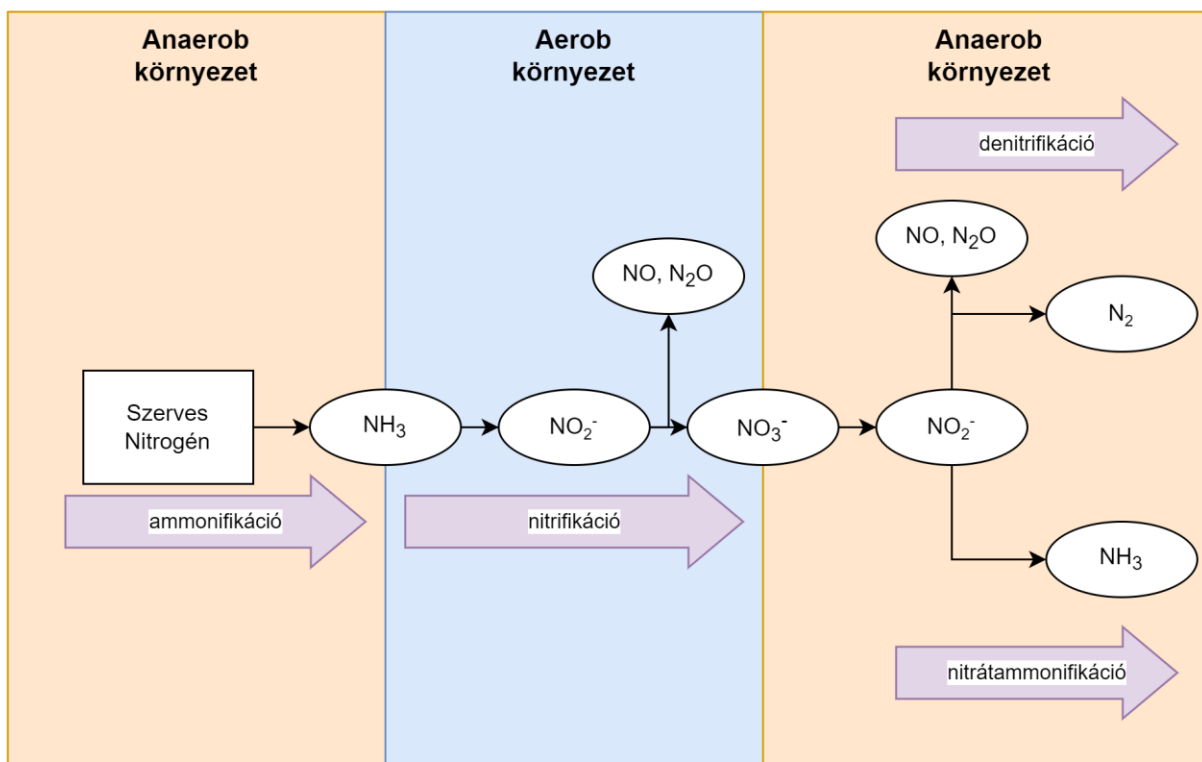 Anaerob
környezet
Aerob
környezet
Anaerob
környezet
denitrifikáció
NO, N₂O
NO, N₂O
N₂
Szerves
Nitrogén
NH₃
NO₂⁻
NO₃⁻
NO₂⁻
ammonifikáció
nitrifikáció
NH₃
nitrátammonifikáció